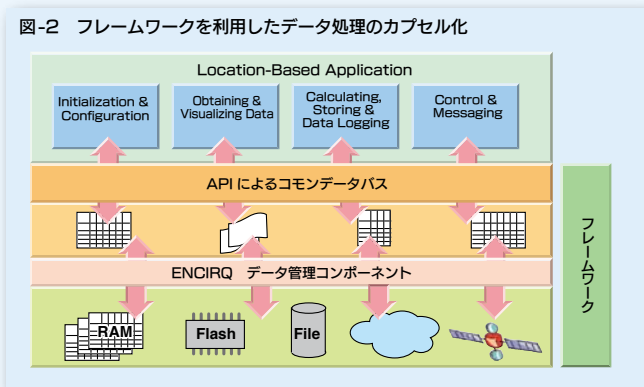 図-2 フレームワークを利用したデータ処理のカプセル化
Location-Based Application
Initialization &
Configuration
Obtaining &
Visualizing Data
Calculating,
Storing &
Data Logging
Control &
Messaging
APIによるコモンデータバス
ENCIRQ データ管理コンポーネント
RAM
Flash
File
フレームワーク